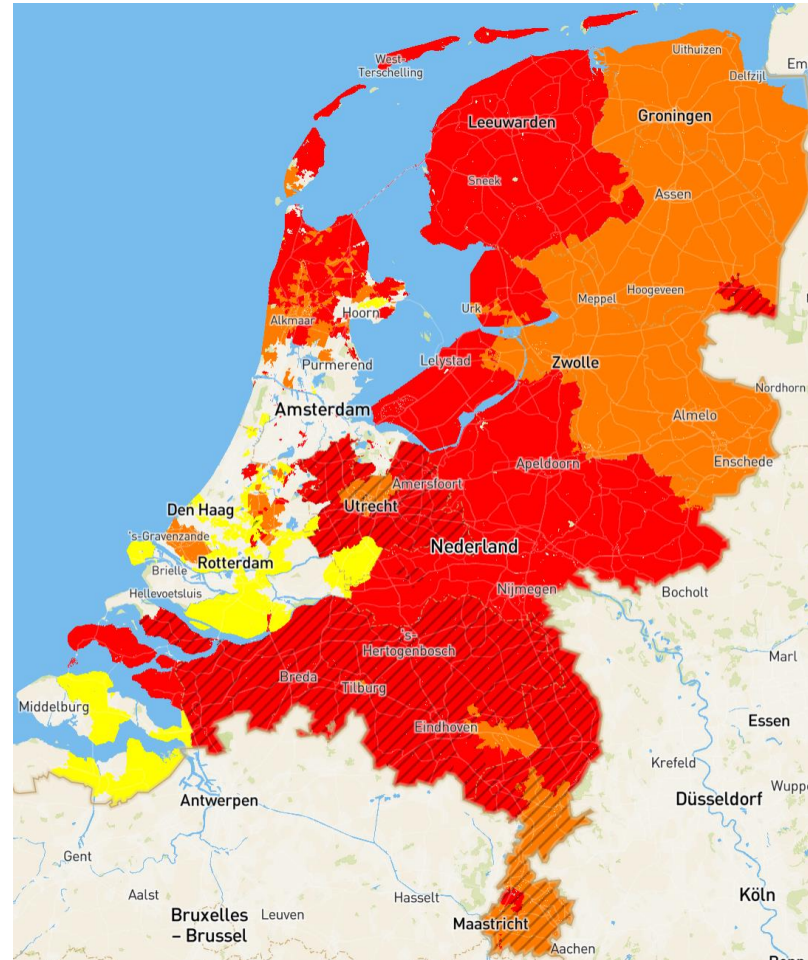 Uithuizen
West-
Terschelling
Em
Delfzijl
Leeuwarden
Groningen
Sneek
Assen
Urk
Meppel
Hoogeveen
Alkmaar
Hoorn
Purmerend
Lelystad
Zwolle
Nordhorn
Amsterdam
Almelo
Apeldoorn
Enschede
Amersfoort
Den Haag
Utrecht
's-Gravenzande
Nederland
Rotterdam
Brielle
Hellevoetsluis
Nijmegen
Bocholt
's-
Hertogenbosch
Marl
Breda
Tilburg
Middelburg
Eindhoven
Essen
Krefeld
Wuppe
Antwerpen
Düsseldorf
Gent
Aalst
Hasselt
Köln
Bruxelles
– Brussel
Leuven
Maastricht
Aachen